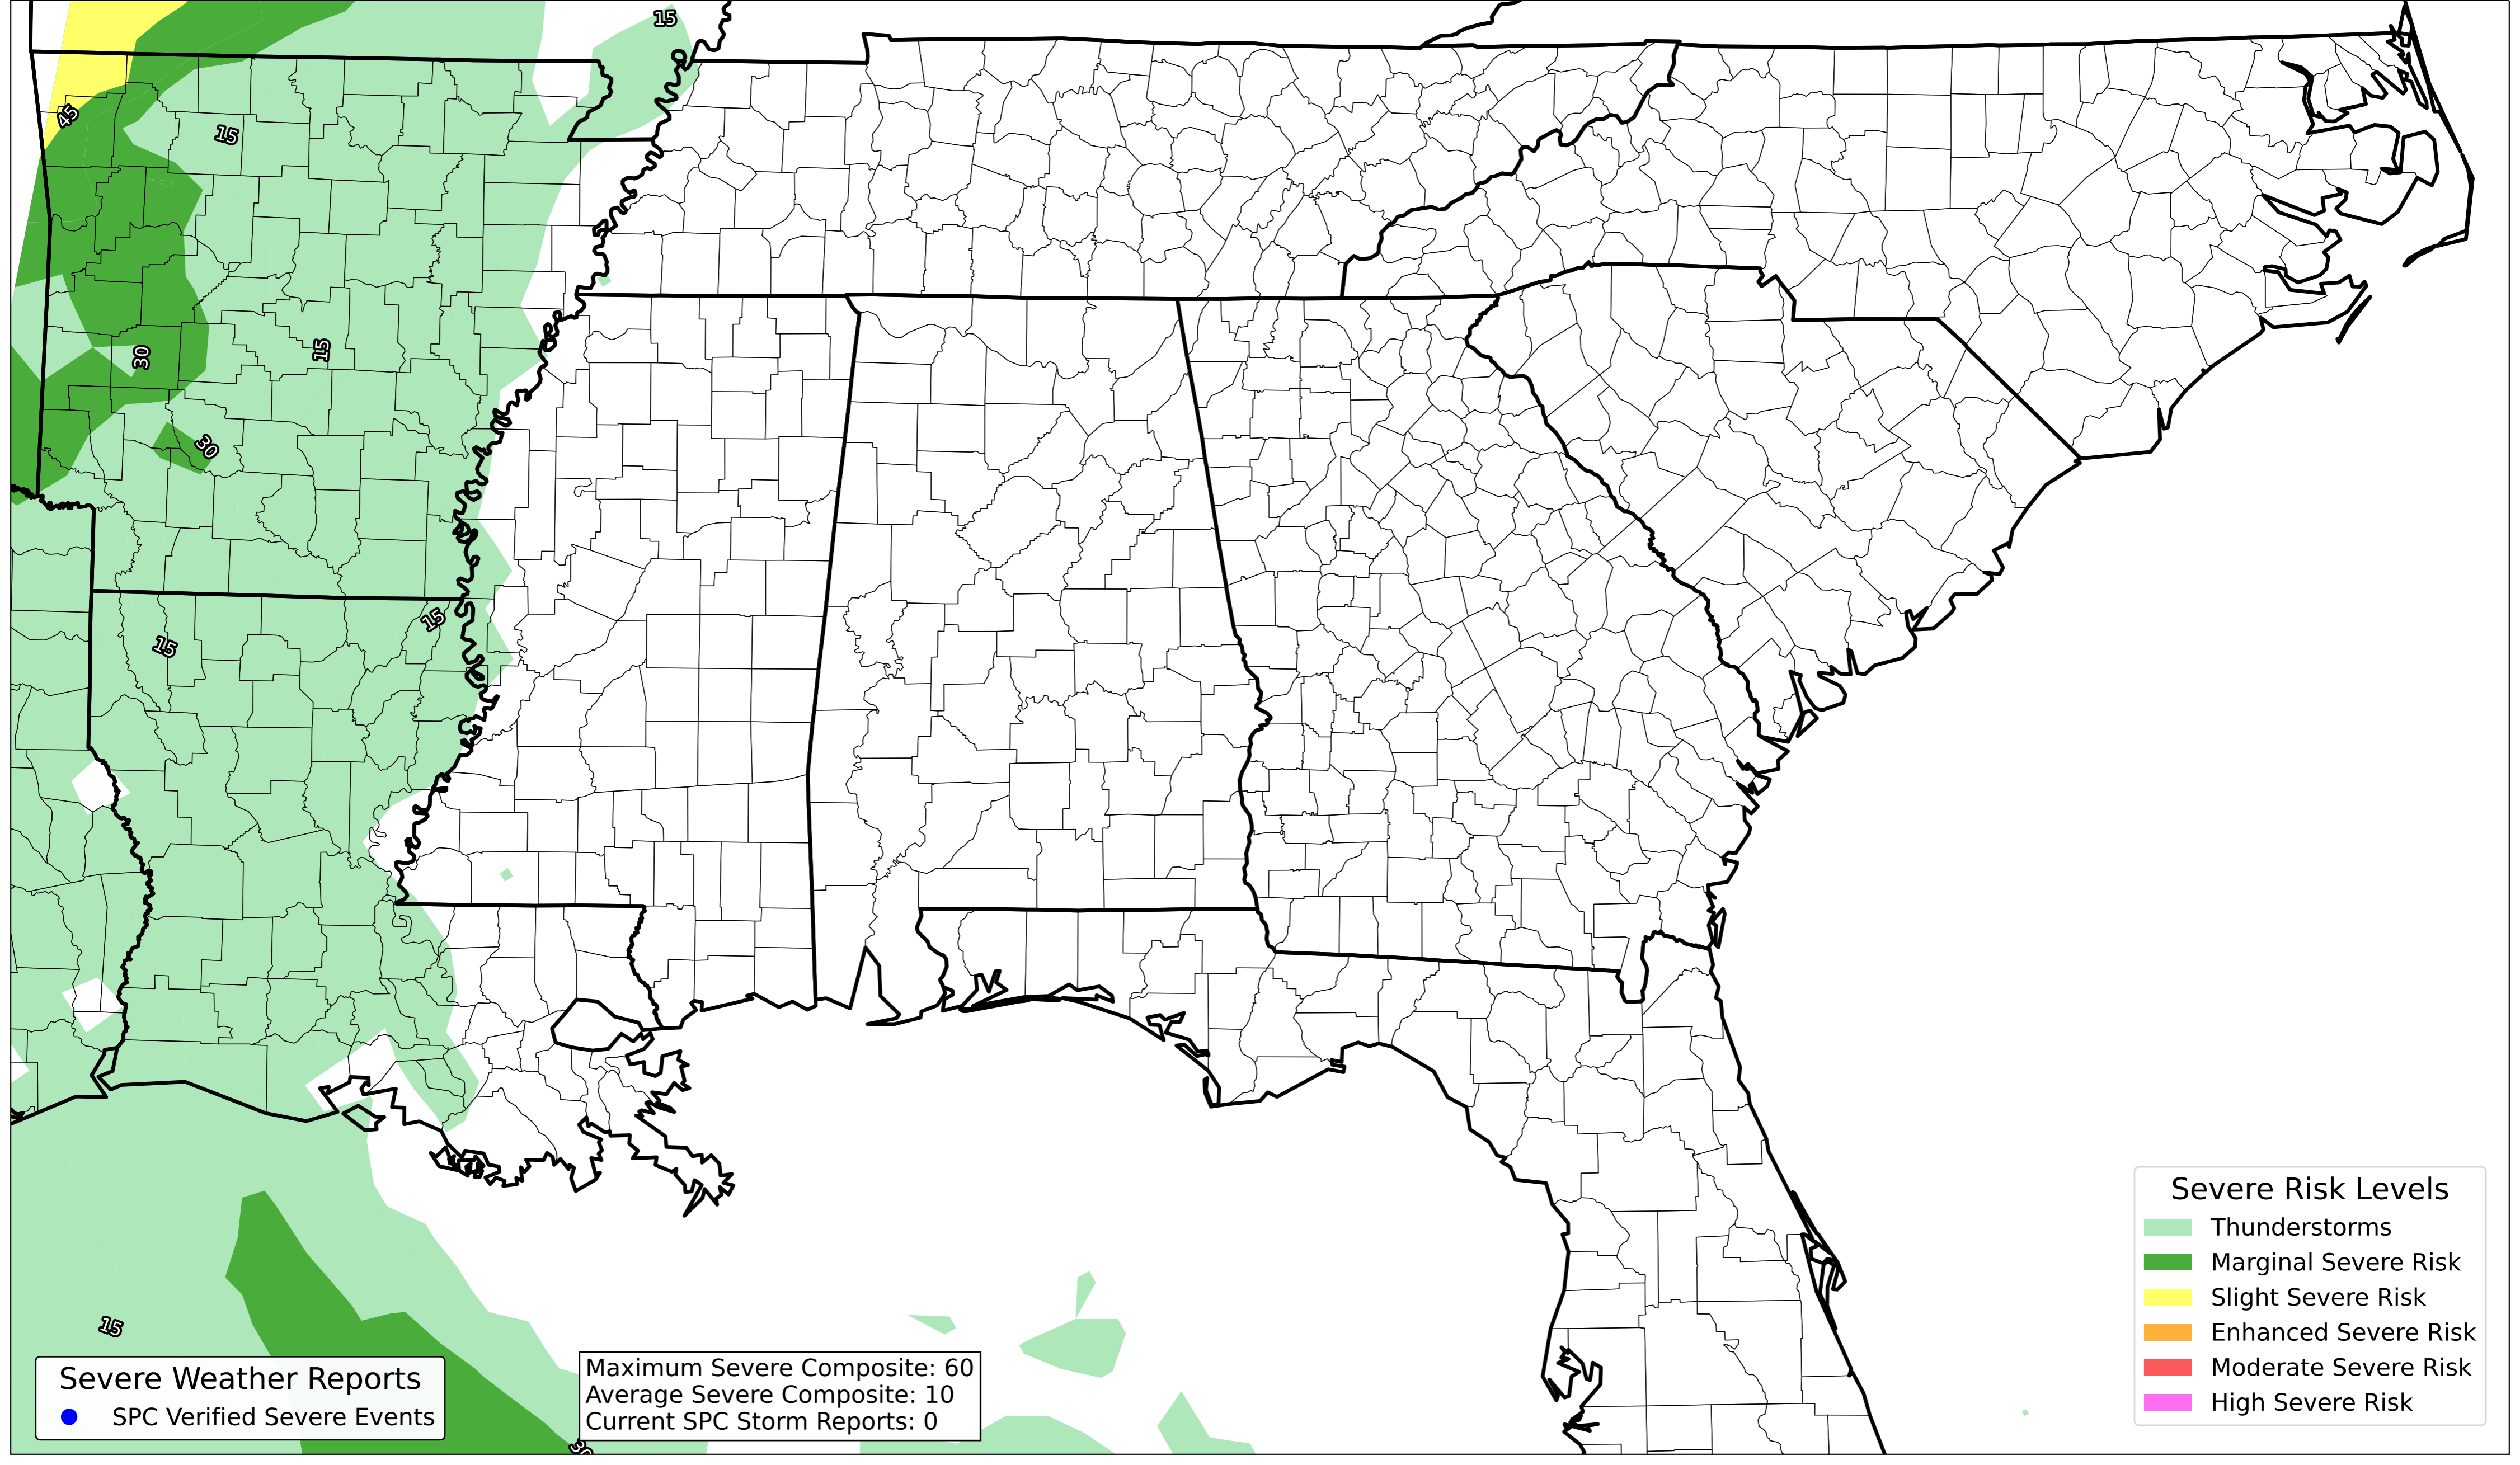 15
45
15
15
30
30
15
15
15
30
Severe Weather Reports
SPC Verified Severe Events
Maximum Severe Composite: 60
Average Severe Composite: 10
Current SPC Storm Reports: 0
Severe Risk Levels
Thunderstorms
Marginal Severe Risk
Slight Severe Risk
Enhanced Severe Risk
Moderate Severe Risk
High Severe Risk